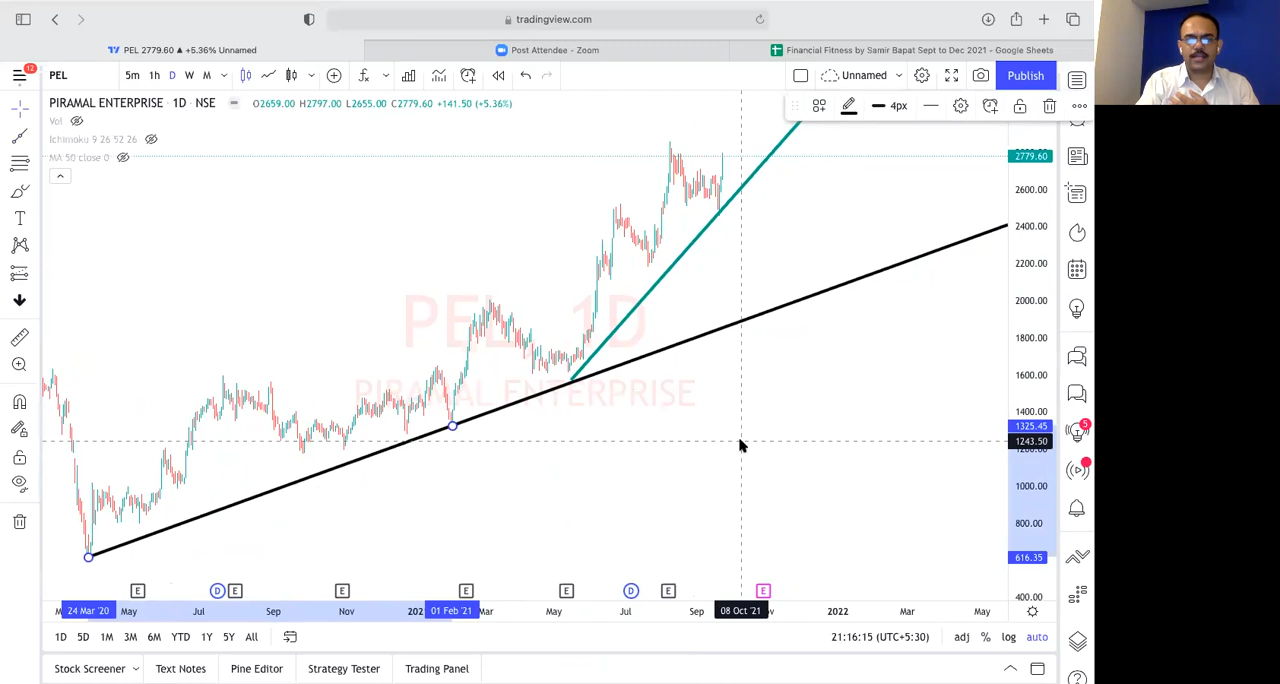 tradingview.com
PEL 2779.60 ▲ +5.36% Unnamed
Post Attendee - Zoom
Financial Fitness by Samir Bapat Sept to Dec 2021 - Google Sheets
12
PEL
5m 1h D W M
Unnamed
Publish
PIRAMAL ENTERPRISE · 1D · NSE
O2659.00 H2797.00 L2655.00 C2779.60 +141.50 (+5.36%)
4px
Vol
Ichimoku 9 26 52 26
MA 50 close 0
2779.60
2600.00
2400.00
2200.00
2000.00
1800.00
1600.00
1400.00
1325.45
1243.50
1200.00
1000.00
800.00
616.35
400.00
PEL, 1D
PIRAMAL ENTERPRISE
5
E
D
E
E
E
E
D
E
E
24 Mar '20
May
Jul
Sep
Nov
202
01 Feb '21
Mar
May
Jul
Sep
08 Oct '21
2022
Mar
May
1D 5D 1M 3M 6M YTD 1Y 5Y All
21:16:15 (UTC+5:30)
adj % log auto
Stock Screener
Text Notes
Pine Editor
Strategy Tester
Trading Panel